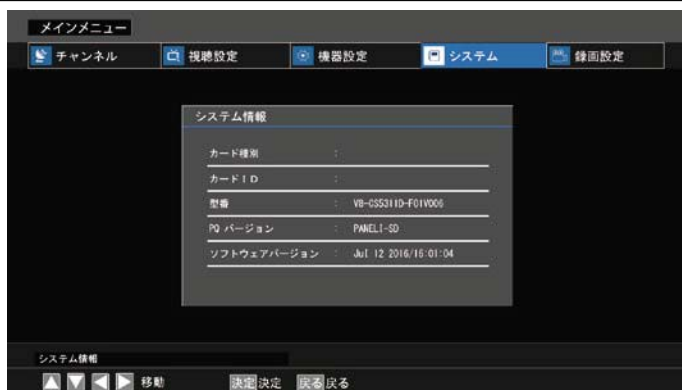 メインメニュー
チャンネル 視聴設定 機器設定 システム 録画設定
システム情報
カード種別 :
カードID :
型番 : VB-CSS311D-F01V006
PQ バージョン : PANEL1-SD
ソフトウェアバージョン : Jul 12 2016/16:01:04
システム情報
移動 決定 決定 戻る 戻る